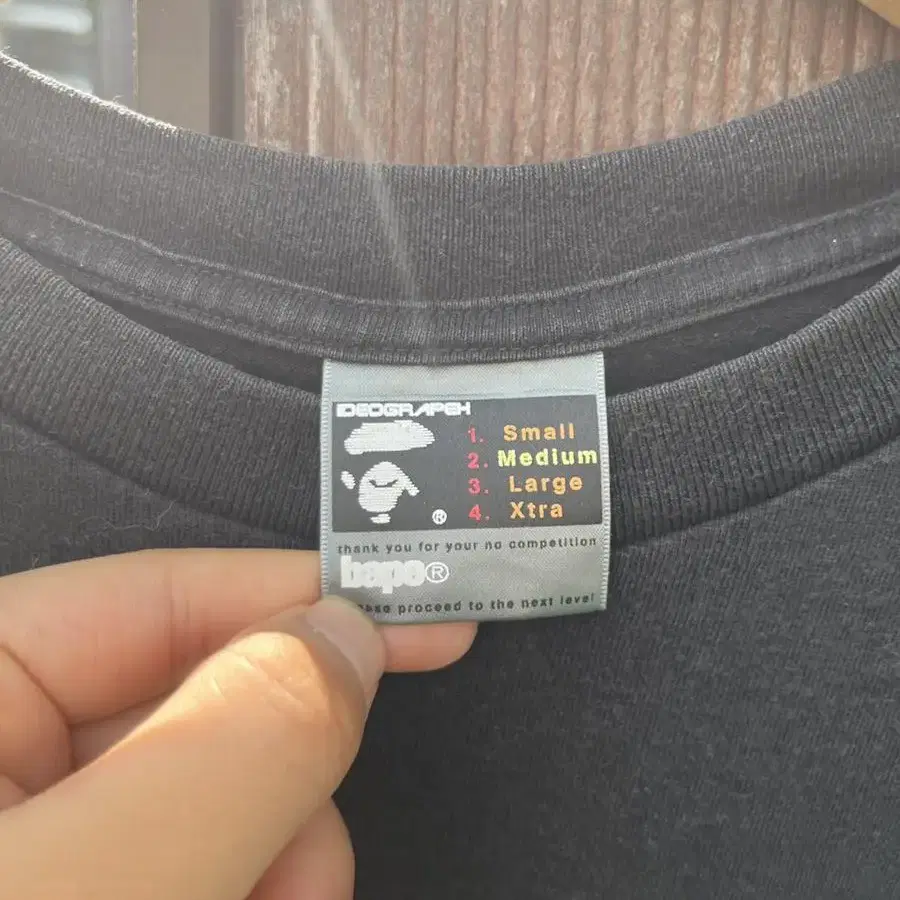 IDEOGRAPEH
1. Small
2. Medium
3. Large
4. Xtra
®
thank you for your no competition
bape®
proceed to the next level